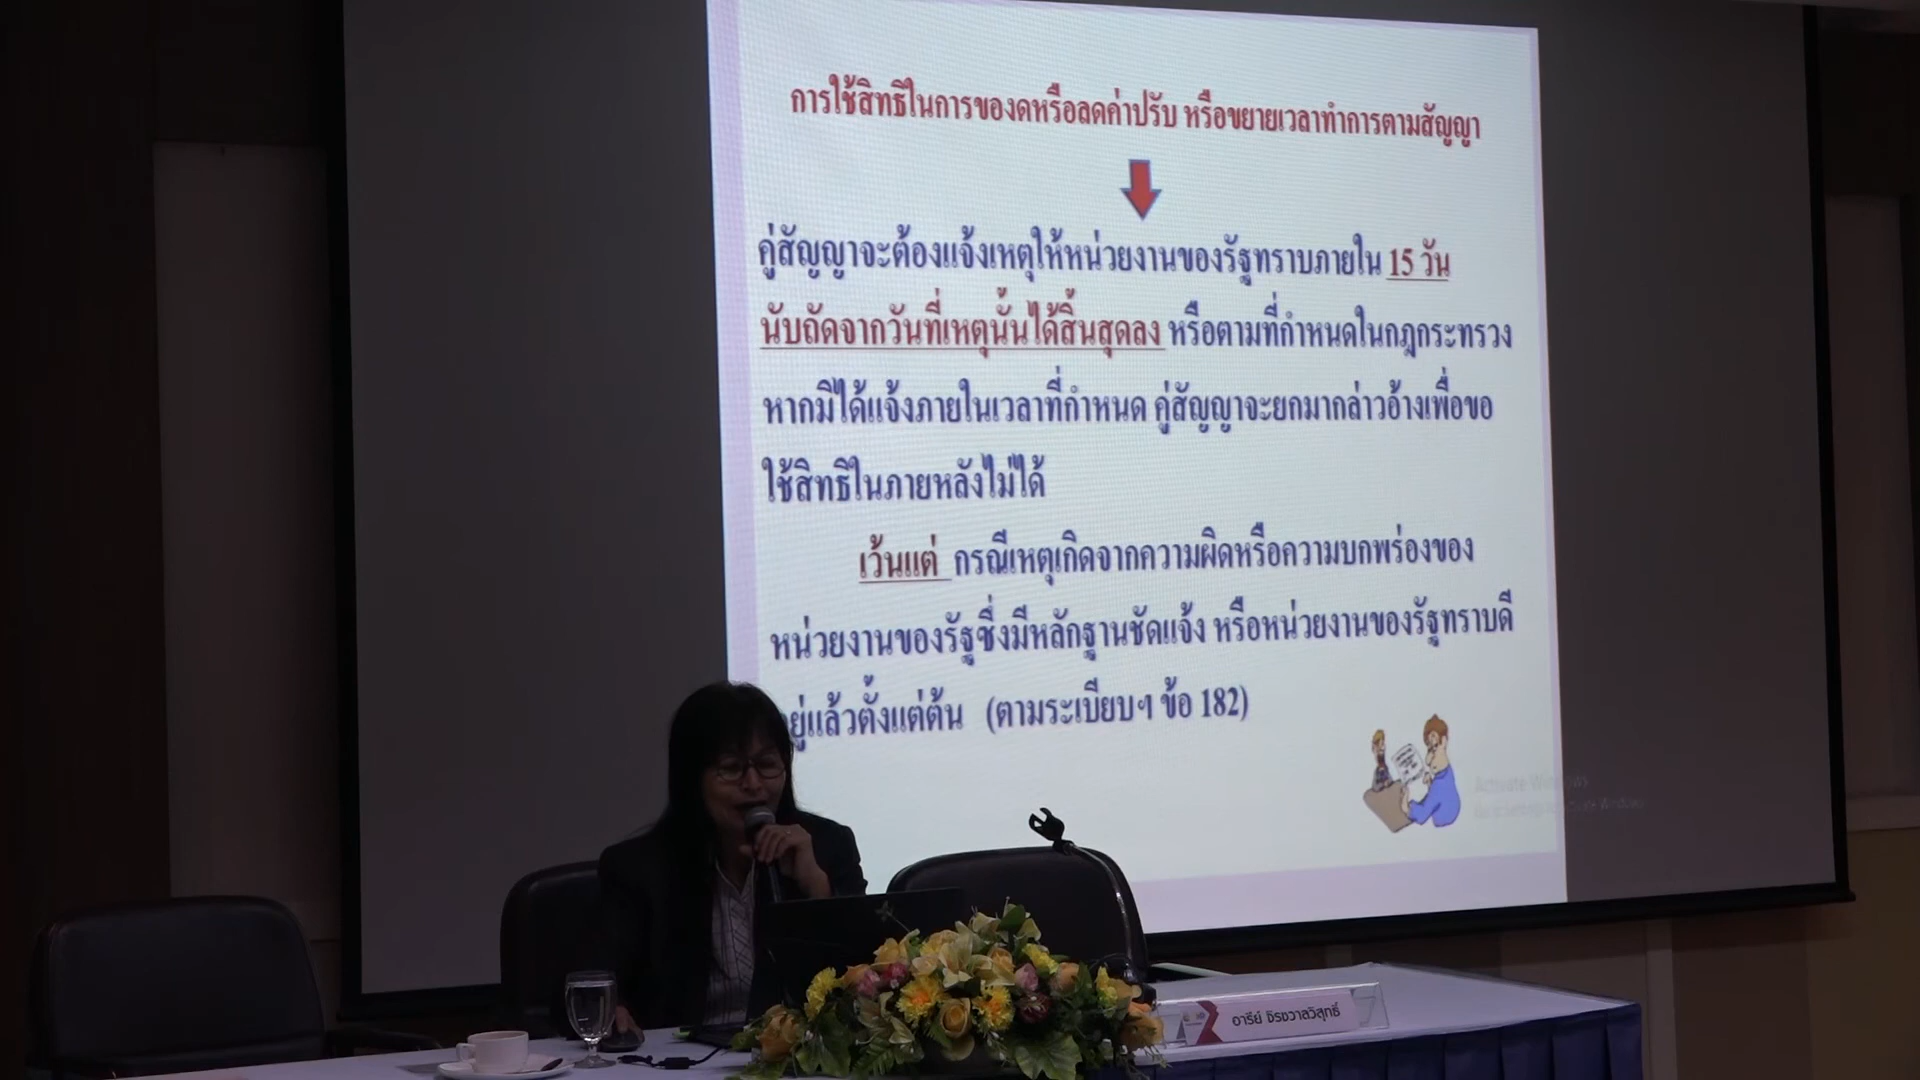 การใช้สิทธิในการของดหรือลดค่าปรับ หรือขยายเวลาทำการตามสัญญา
คู่สัญญาจะต้องแจ้งเหตุให้หน่วยงานของรัฐทราบภายใน 15 วัน
นับถัดจากวันที่เหตุนั้นได้สิ้นสุดลง หรือตามที่กำหนดในกฎกระทรวง
หากมิได้แจ้งภายในเวลาที่กำหนด คู่สัญญาจะยกมากล่าวอ้างเพื่อขอ
ใช้สิทธิในภายหลังไม่ได้
เว้นแต่ กรณีเหตุเกิดจากความผิดหรือความบกพร่องของ
หน่วยงานของรัฐซึ่งมีหลักฐานชัดแจ้ง หรือหน่วยงานของรัฐทราบดี
ยู่แล้วตั้งแต่ต้น (ตามระเบียบฯ ข้อ 182)
Activate Windows
อารีย์ จิรชวาลวิสุทธิ์